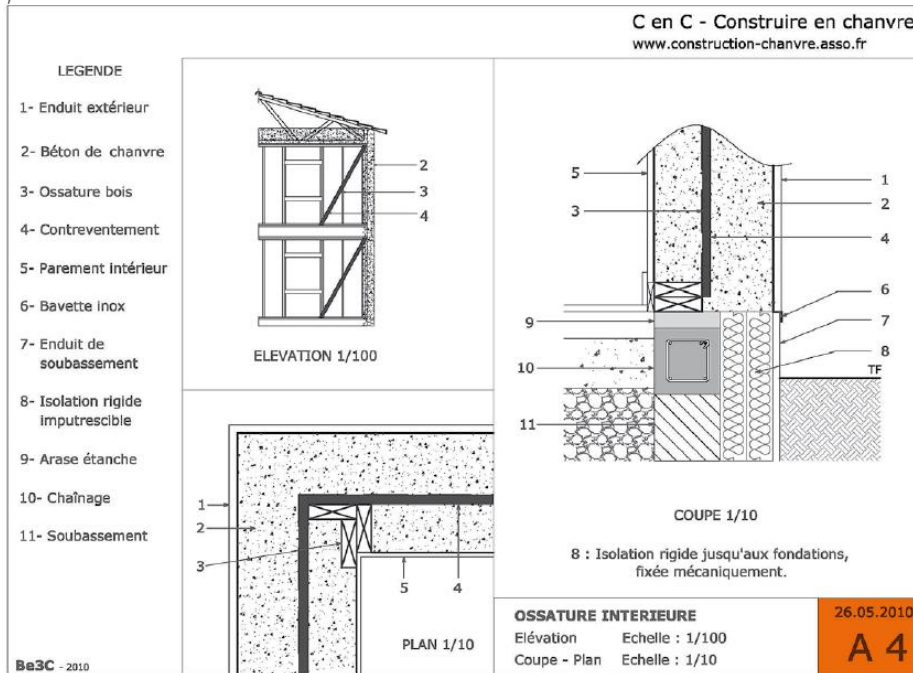 C en C - Construire en chanvre
www.construction-chanvre.asso.fr
LEGENDE
1- Enduit extérieur
2- Béton de chanvre
3- Ossature bois
4- Contreventement
5- Parement intérieur
6- Bavette inox
7- Enduit de
soubassement
8- Isolation rigide
imputrescible
9- Arase étanche
10- Chaînage
11- Soubassement
Be3C - 2010
2
3
4
ELEVATION 1/100
1
2
3
5
4
PLAN 1/10
5
3
9
10
11
1
2
4
6
7
8
TF
COUPE 1/10
8 : Isolation rigide jusqu'aux fondations,
fixée mécaniquement.
OSSATURE INTERIEURE
Elévation Echelle : 1/100
Coupe - Plan Echelle : 1/10
26.05.2010
A 4